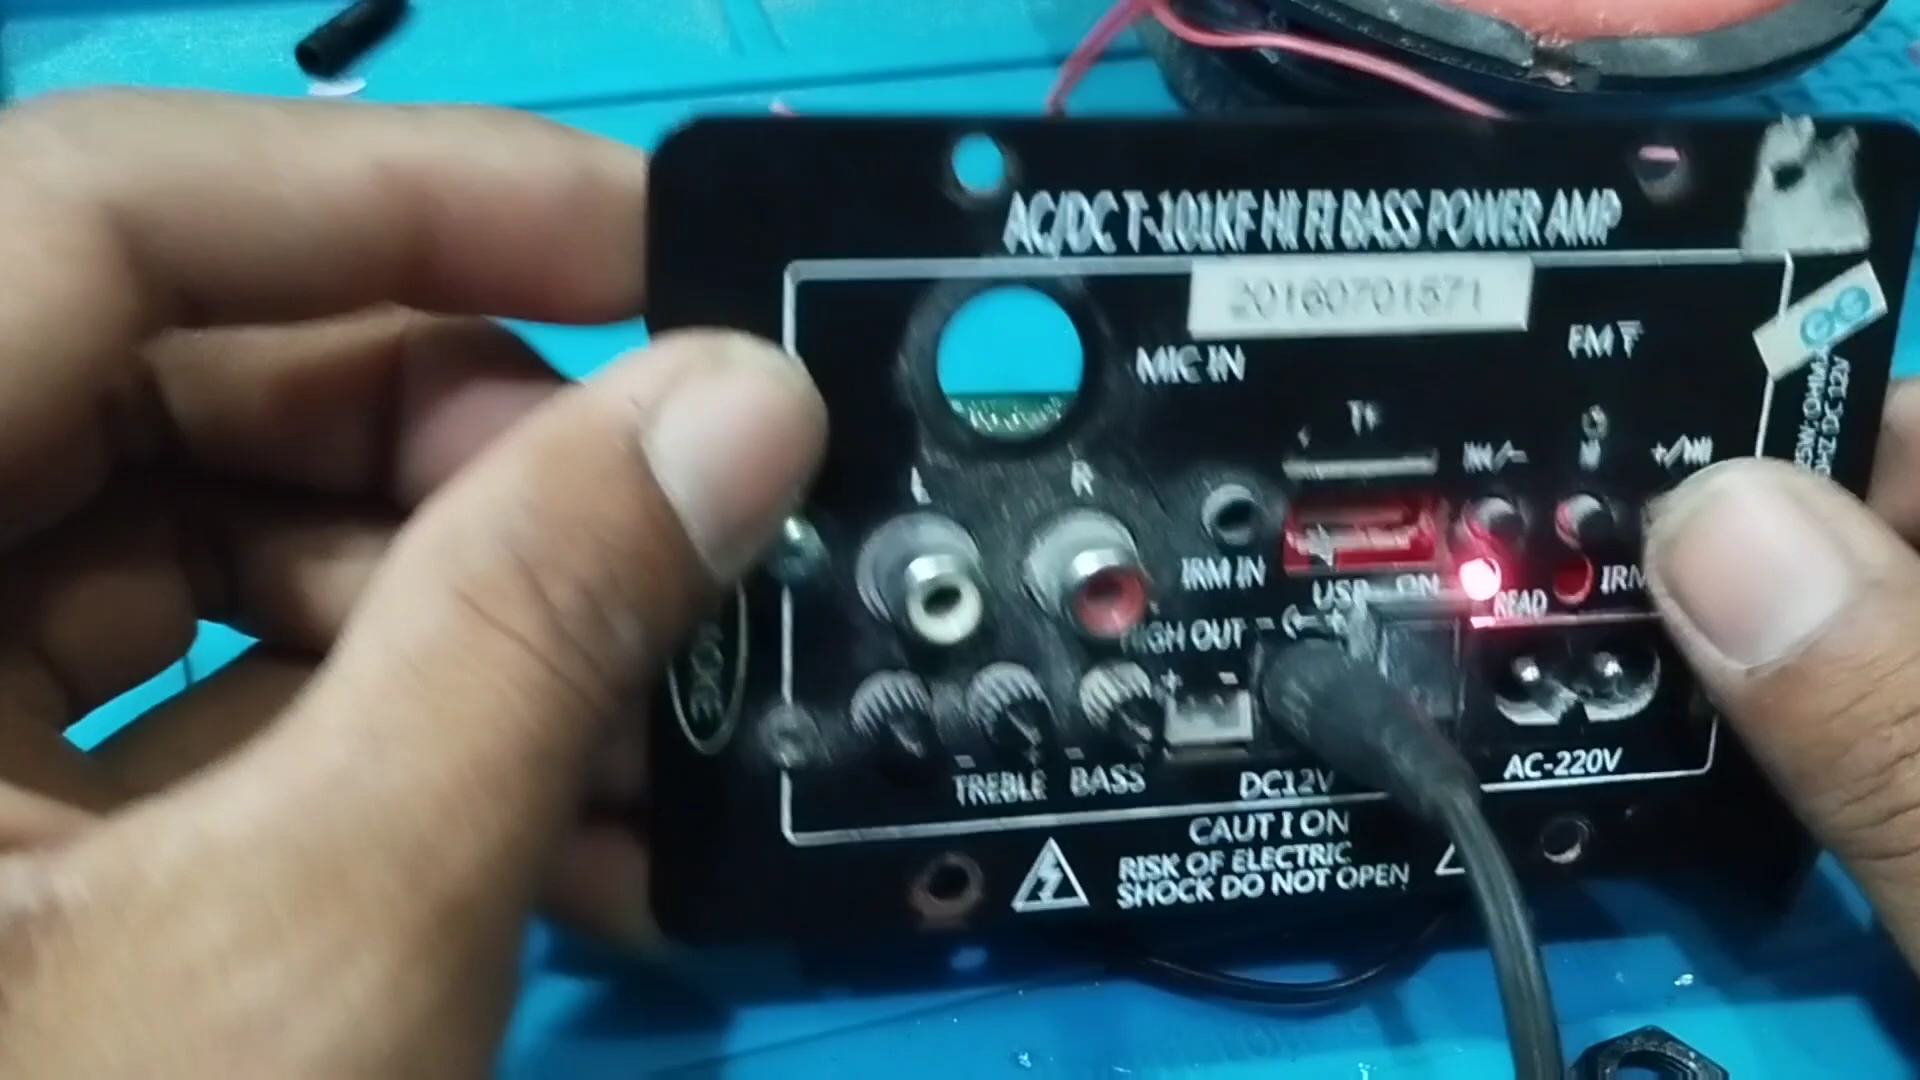 AC/DC T-101KF HI FI BASS POWER AMP
20160701571
MIC IN
FM
L
R
IRM IN
USB
ON
READ
IRM
HIGH OUT
+ -
TREBLE
BASS
DC12V
AC-220V
CAUTION
RISK OF ELECTRIC
SHOCK DO NOT OPEN